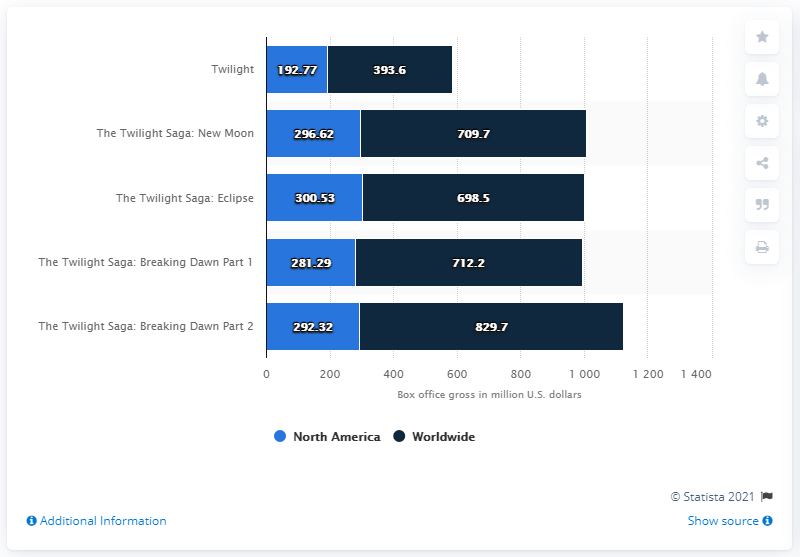 Twilight 192.77 393.6
The Twilight Saga: New Moon 296.62 709.7
The Twilight Saga: Eclipse 300.53 698.5
The Twilight Saga: Breaking Dawn Part 1 281.29 712.2
The Twilight Saga: Breaking Dawn Part 2 292.32 829.7
0 200 400 600 800 1 000 1 200 1 400
Box office gross in million U.S. dollars
North America Worldwide
© Statista 2021
Additional Information Show source